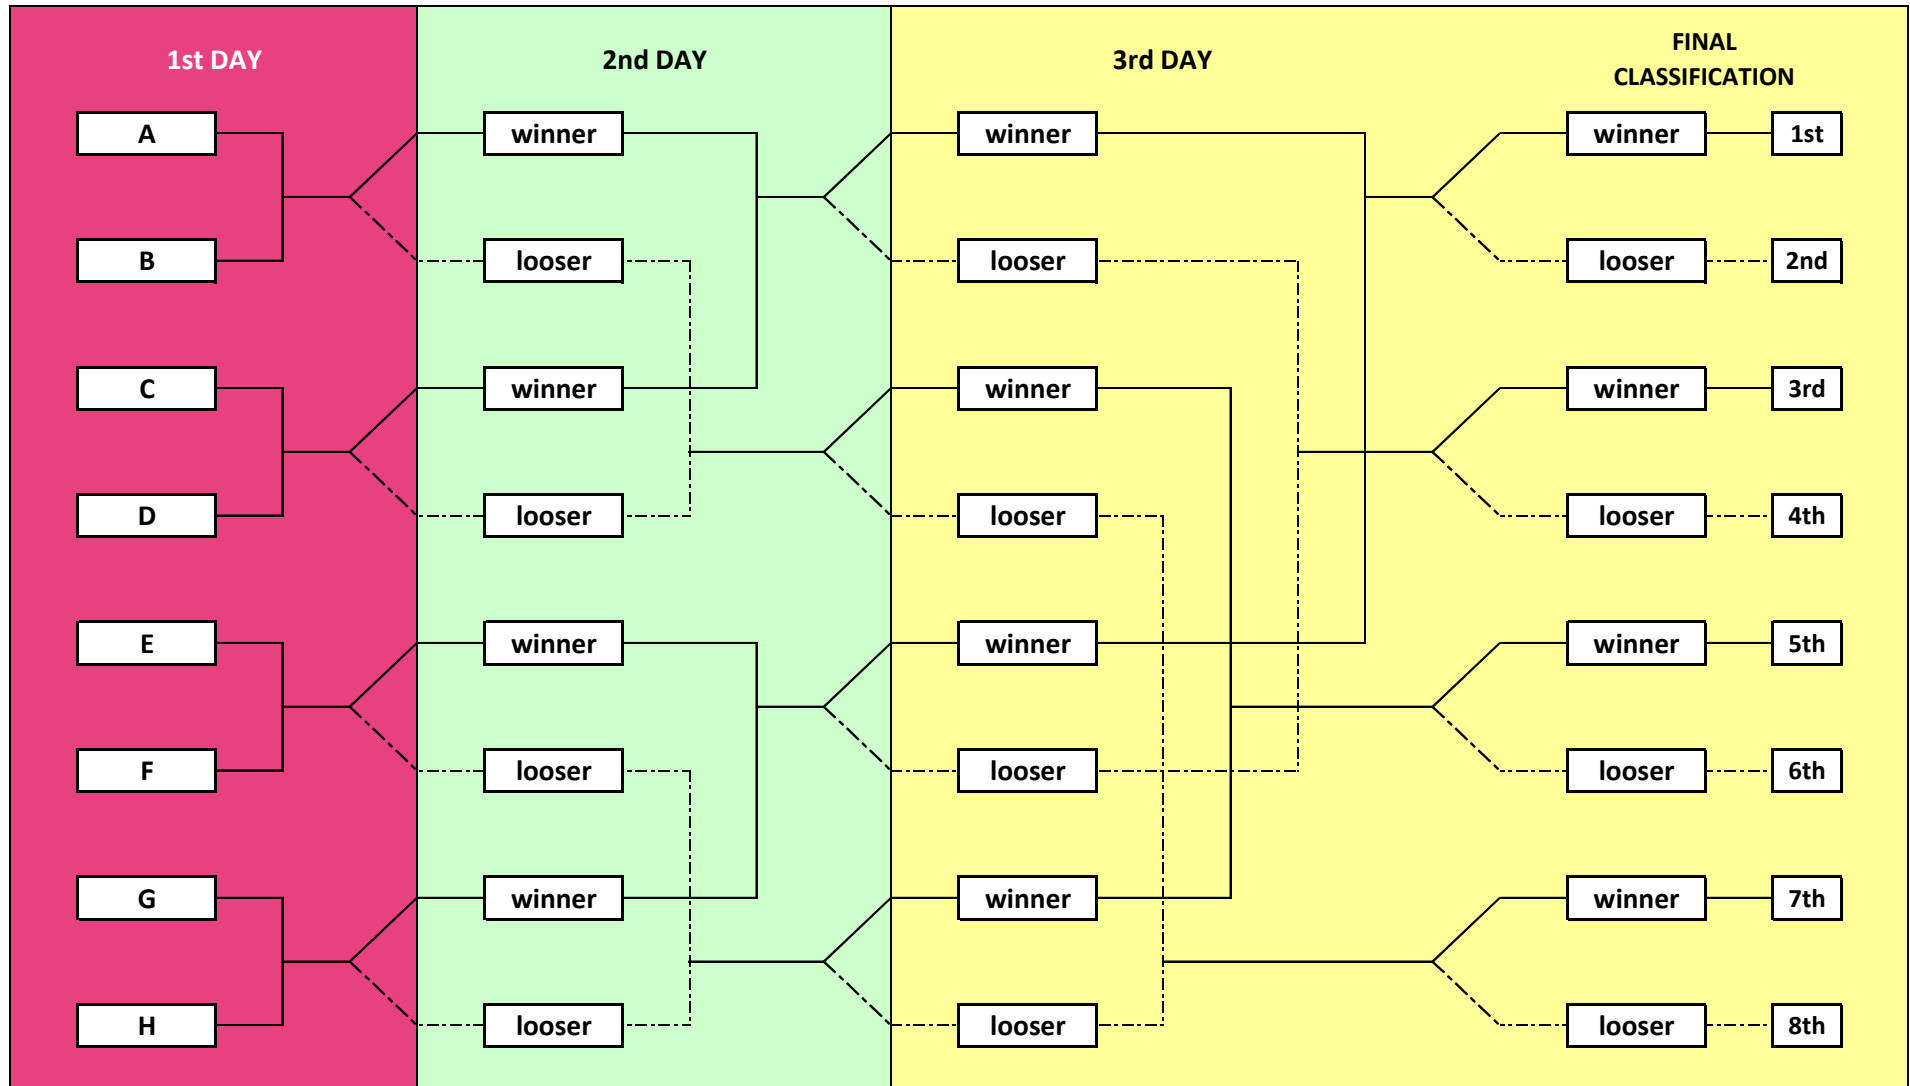 1st DAY
2nd DAY
3rd DAY
FINAL
CLASSIFICATION
A
winner
winner
winner
1st
B
looser
looser
looser
2nd
C
winner
winner
winner
3rd
D
looser
looser
looser
4th
E
winner
winner
winner
5th
F
looser
looser
looser
6th
G
winner
winner
winner
7th
H
looser
looser
looser
8th